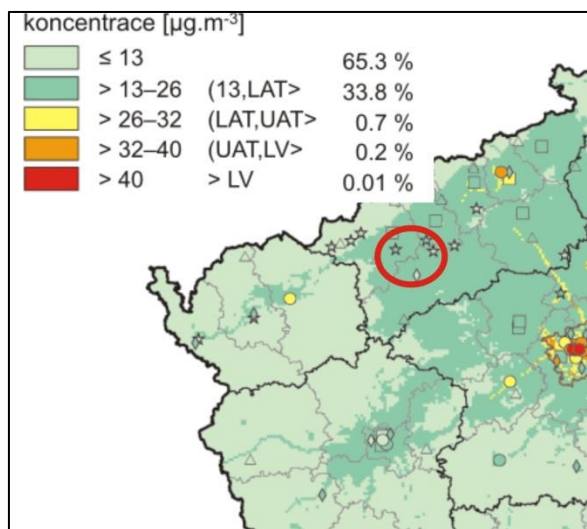 koncentrace [µg.m⁻³]
≤ 13 65.3 %
> 13–26 (13,LAT> 33.8 %
> 26–32 (LAT,UAT> 0.7 %
> 32–40 (UAT,LV> 0.2 %
> 40 > LV 0.01 %